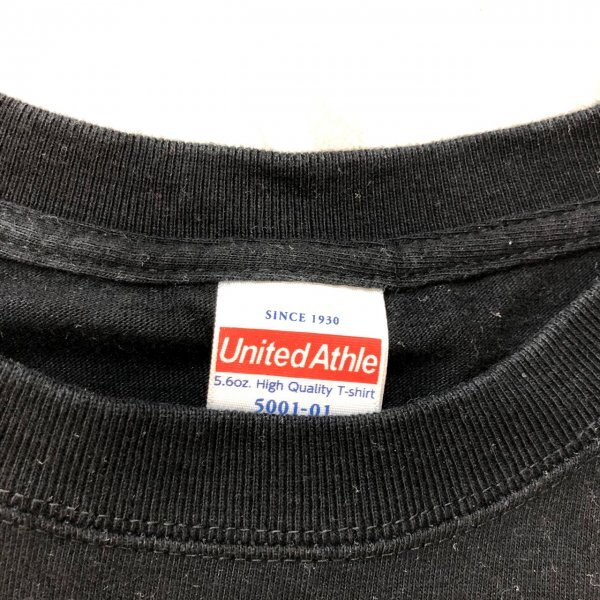 SINCE 1930
United Athle
5.6oz. High Quality T-shirt
5001-01